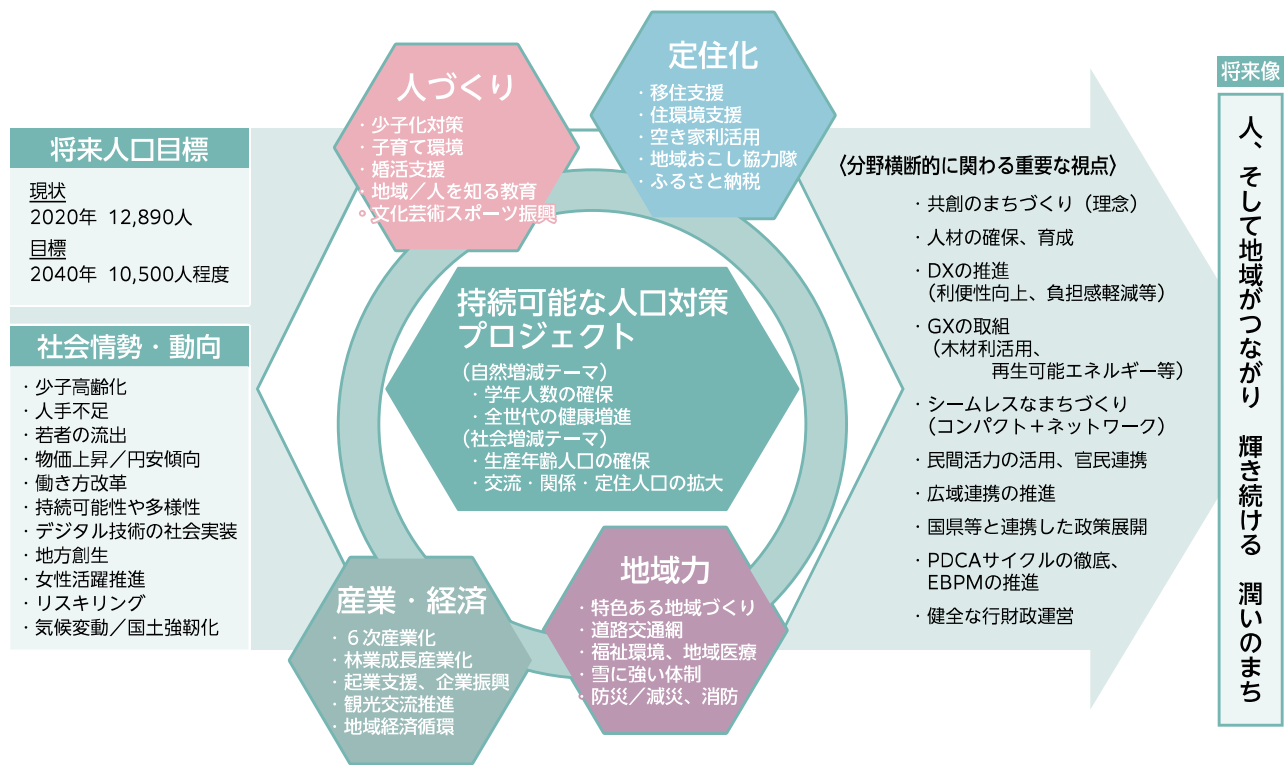 将来人口目標
現状
2020年 12,890人
目標
2040年 10,500人程度
社会情勢・動向
・少子高齢化
・人手不足
・若者の流出
・物価上昇／円安傾向
・働き方改革
・持続可能性や多様性
・デジタル技術の社会実装
・地方創生
・女性活躍推進
・リスキリング
・気候変動／国土強靭化
人づくり
・少子化対策
・子育て環境
・婚活支援
・地域／人を知る教育
・文化芸術スポーツ振興
定住化
・移住支援
・住環境支援
・空き家利活用
・地域おこし協力隊
・ふるさと納税
持続可能な人口対策
プロジェクト
（自然増減テーマ）
・学年人数の確保
・全世代の健康増進
（社会増減テーマ）
・生産年齢人口の確保
・交流・関係・定住人口の拡大
産業・経済
・６次産業化
・林業成長産業化
・起業支援、企業振興
・観光交流推進
・地域経済循環
地域力
・特色ある地域づくり
・道路交通網
・福祉環境、地域医療
・雪に強い体制
・防災／減災、消防
〈分野横断的に関わる重要な視点〉
・共創のまちづくり（理念）
・人材の確保、育成
・DXの推進
（利便性向上、負担感軽減等）
・GXの取組
（木材利活用、
再生可能エネルギー等）
・シームレスなまちづくり
（コンパクト＋ネットワーク）
・民間活力の活用、官民連携
・広域連携の推進
・国県等と連携した政策展開
・PDCAサイクルの徹底、
EBPMの推進
・健全な行財政運営
将来像
人、そして地域がつながり　輝き続ける　潤いのまち